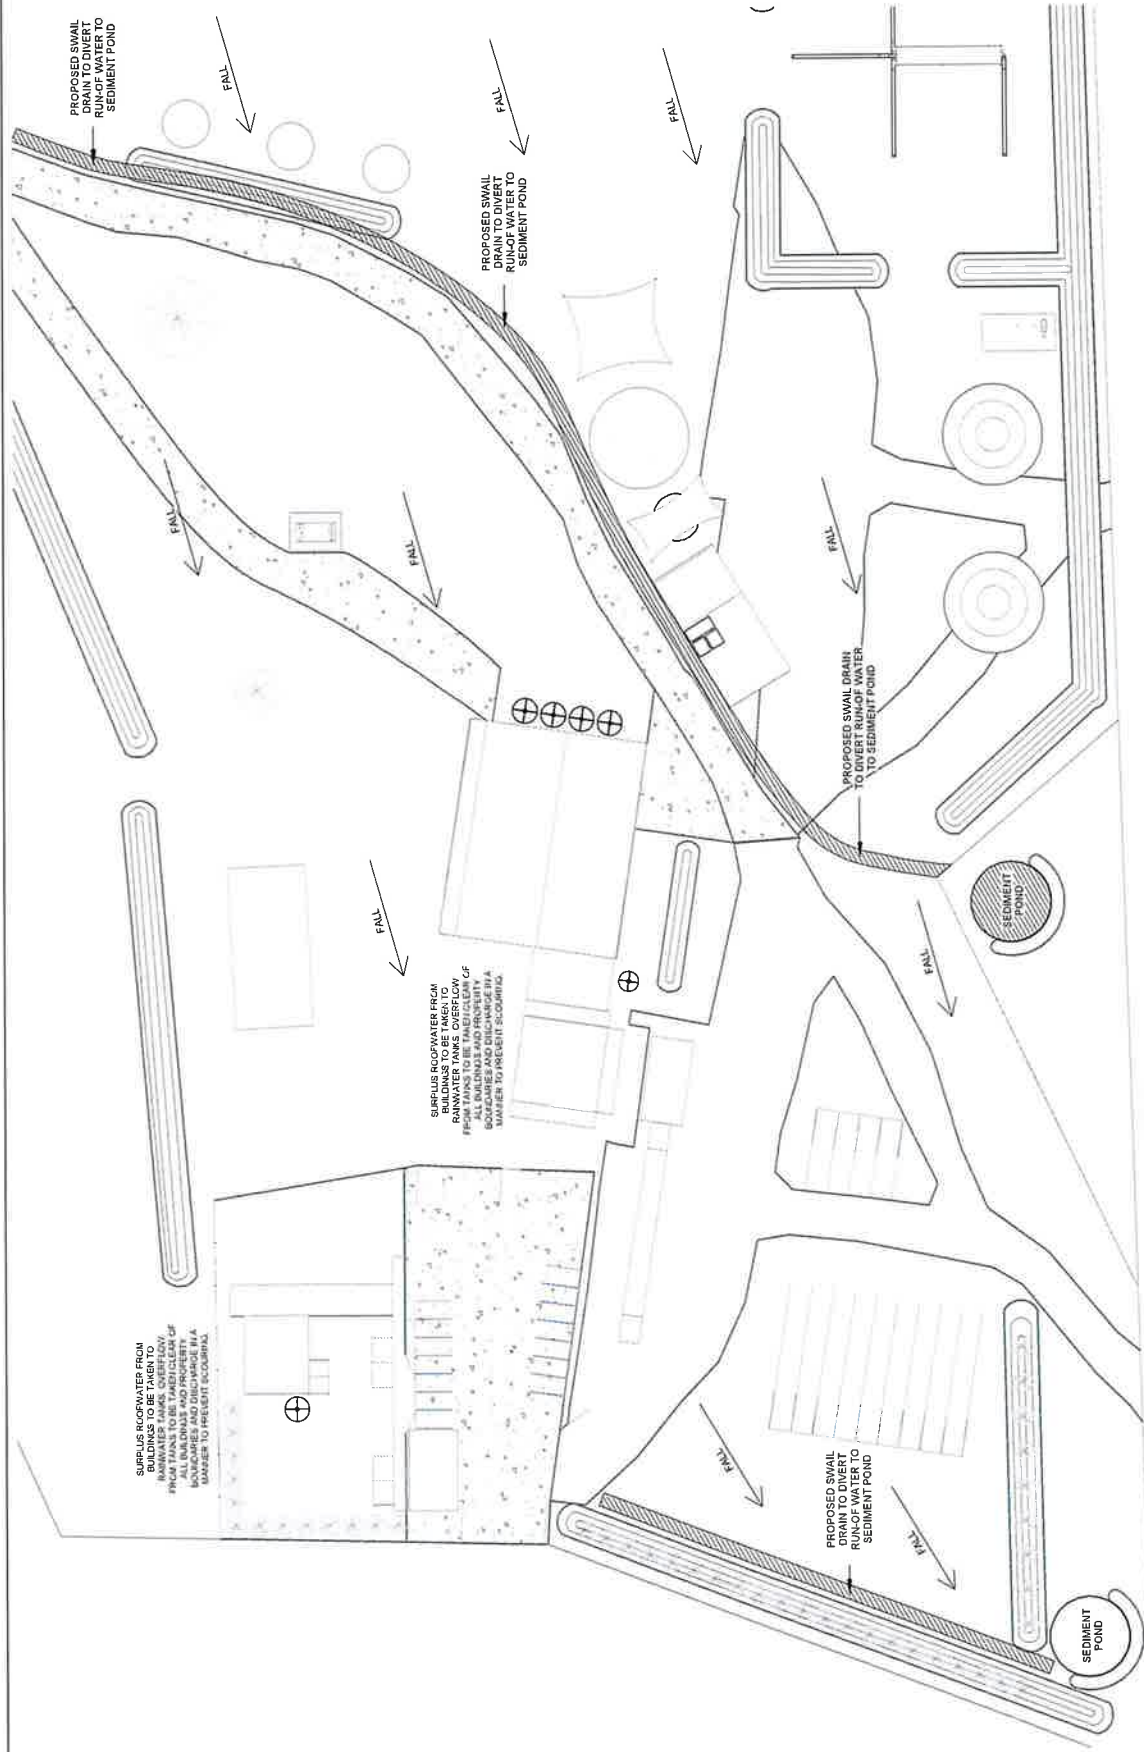 PROPOSED SWAIL
DRAIN TO DIVERT
RUN-OF WATER TO
SEDIMENT POND
FALL
FALL
FALL
PROPOSED SWAIL
DRAIN TO DIVERT
RUN-OF WATER TO
SEDIMENT POND
FALL
FALL
FALL
PROPOSED SWAIL DRAIN
TO DIVERT RUN-OF WATER
TO SEDIMENT POND
FALL
SEDIMENT
POND
FALL
SURPLUS ROOFWATER FROM
BUILDINGS TO BE TAKEN TO
RAINWATER TANKS. OVERFLOW
FROM TANKS TO BE TAKEN CLEAR OF
ALL BUILDINGS AND PROPERTY
BOUNDARIES AND DISCHARGE IN A
MANNER TO PREVENT SCOURING.
SURPLUS ROOFWATER FROM
BUILDINGS TO BE TAKEN TO
RAINWATER TANKS. OVERFLOW
FROM TANKS TO BE TAKEN CLEAR OF
ALL BUILDINGS AND PROPERTY
BOUNDARIES AND DISCHARGE IN A
MANNER TO PREVENT SCOURING.
FALL
PROPOSED SWAIL
DRAIN TO DIVERT
RUN-OF WATER TO
SEDIMENT POND
FALL
SEDIMENT
POND